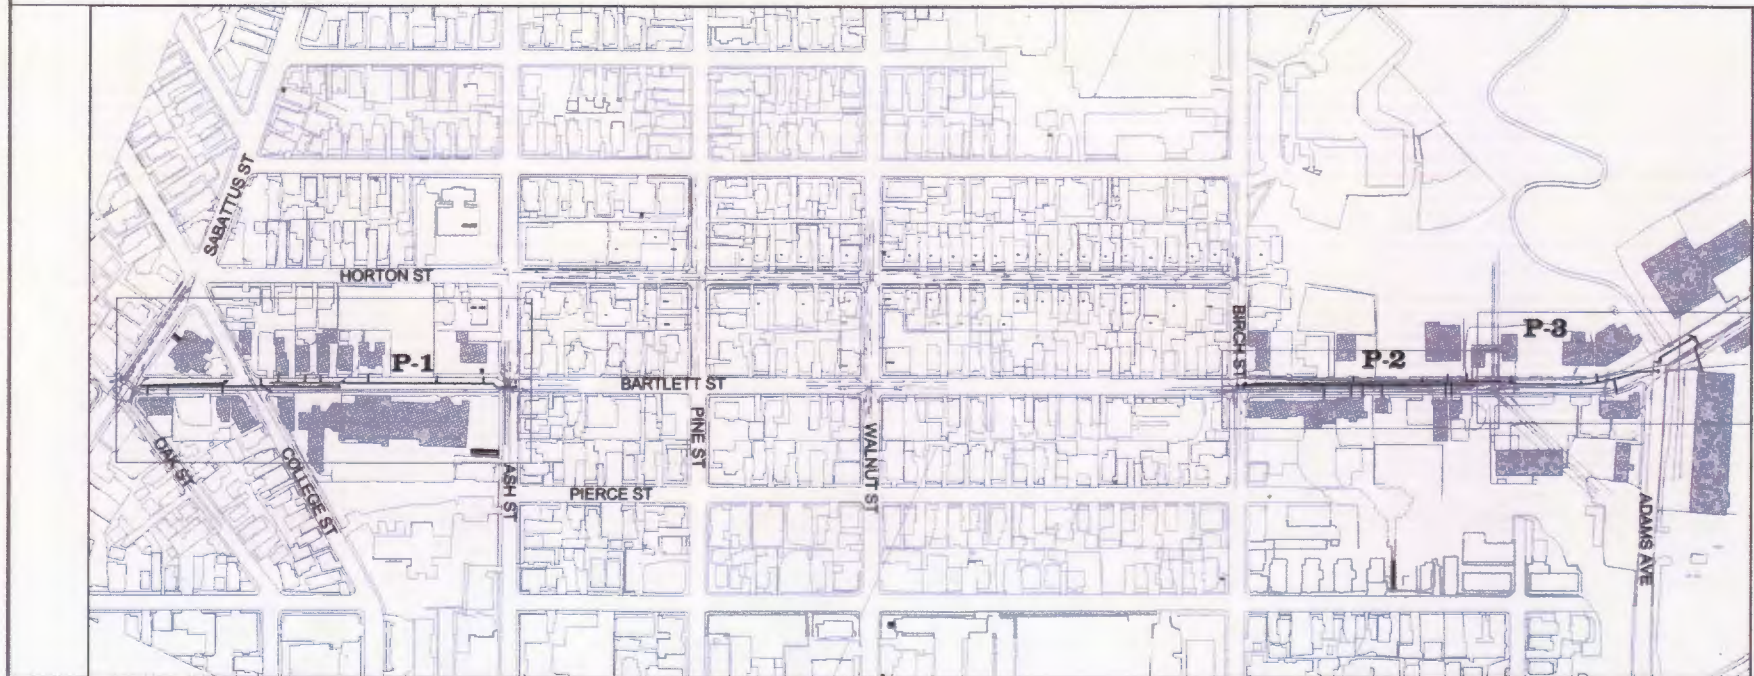 SABATTUS ST
HORTON ST
BIRCH ST
P-3
P-1
P-2
BARTLETT ST
PINE ST
WALNUT ST
OAK ST
COLLEGE ST
ASH ST
PIERCE ST
ADAMS AVE